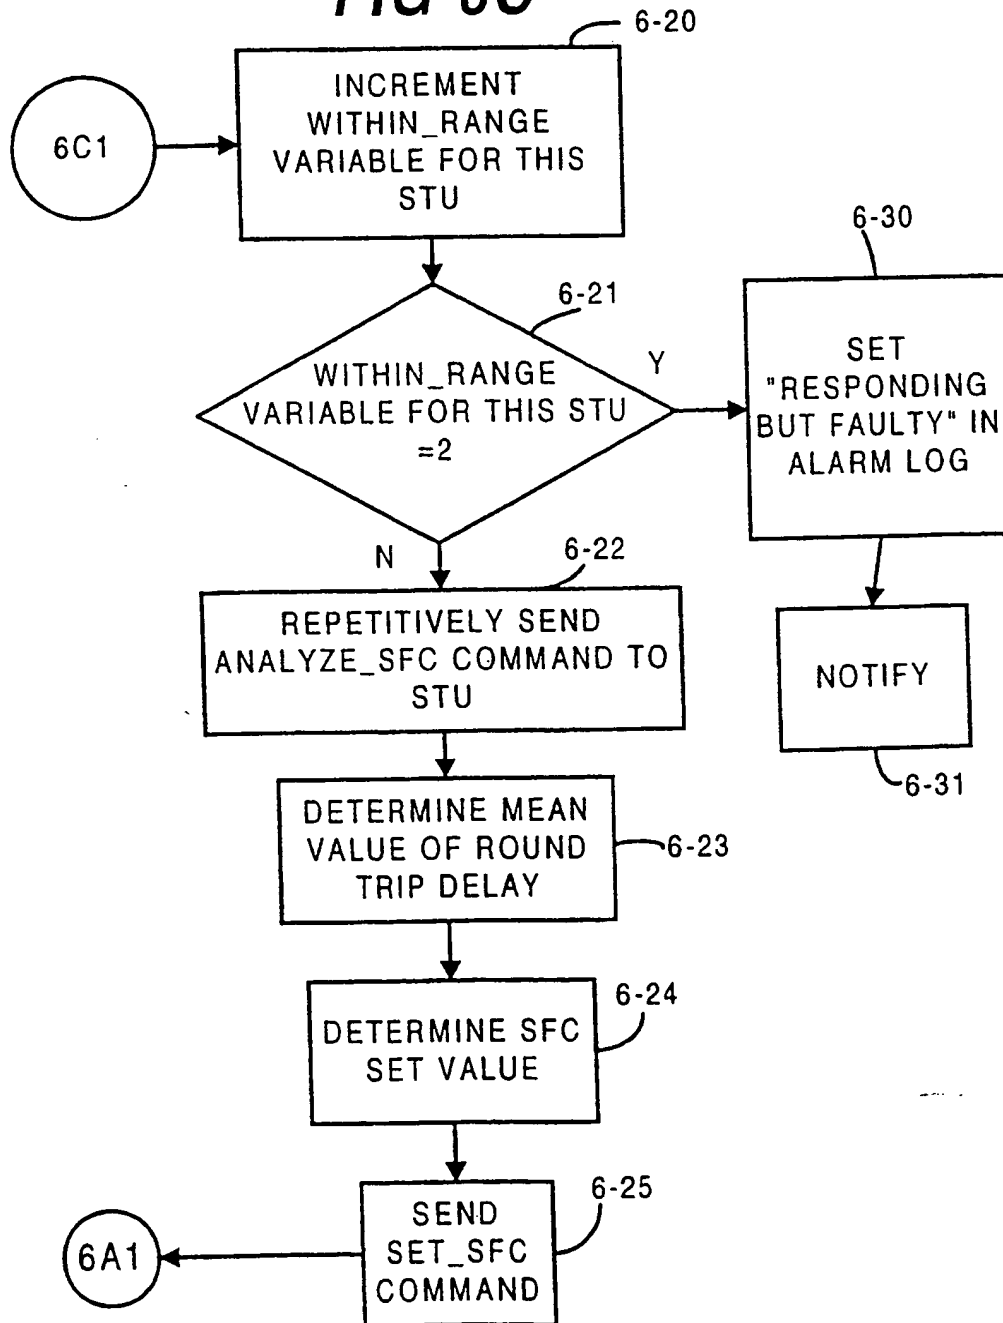 6-20
6C1
INCREMENT
WITHIN_RANGE
VARIABLE FOR THIS
STU
6-30
6-21
WITHIN_RANGE
VARIABLE FOR THIS STU
=2
Y
SET
"RESPONDING
BUT FAULTY" IN
ALARM LOG
N
6-22
REPETITIVELY SEND
ANALYZE_SFC COMMAND TO
STU
NOTIFY
6-31
DETERMINE MEAN
VALUE OF ROUND
TRIP DELAY
6-23
6-24
DETERMINE SFC
SET VALUE
6-25
SEND
SET_SFC
COMMAND
6A1